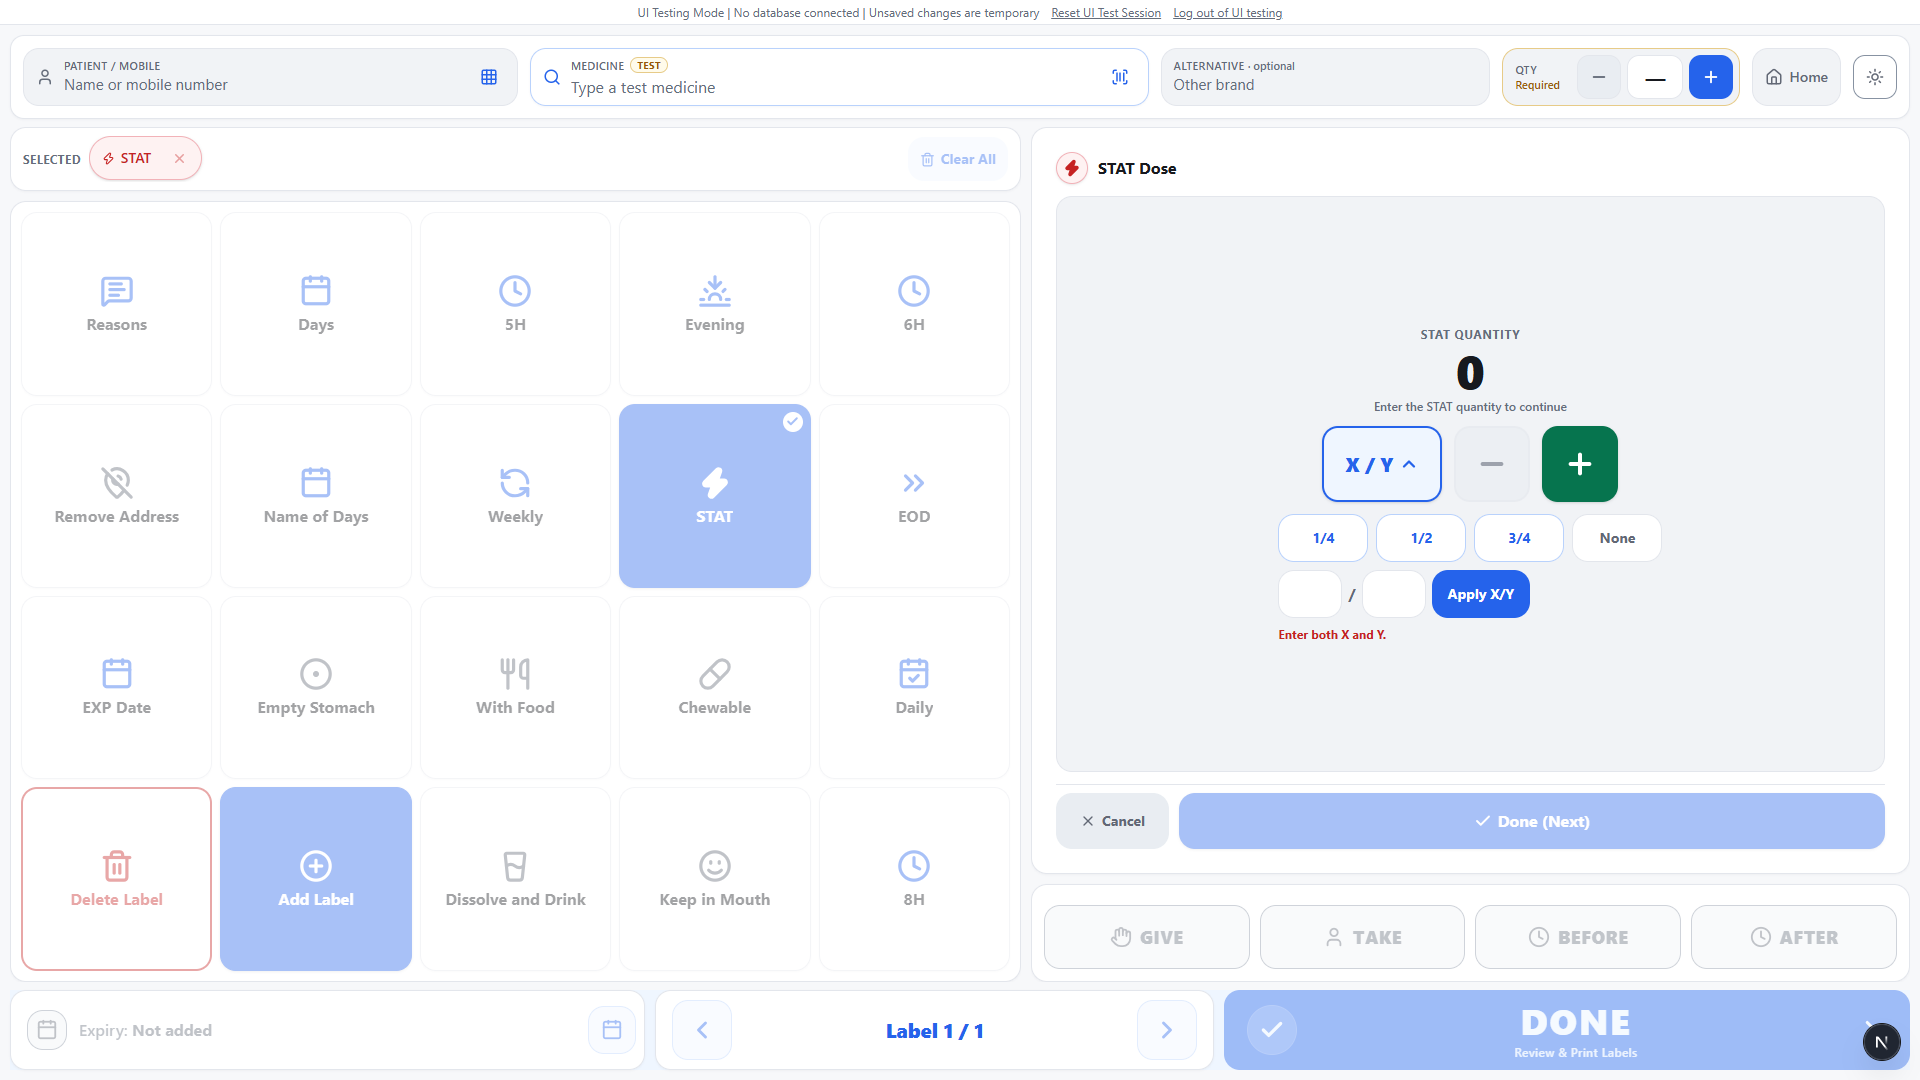 UI Testing Mode | No database connected | Unsaved changes are temporary Reset UI Test Session Log out of UI testing
PATIENT / MOBILE
Name or mobile number
MEDICINE TEST
Type a test medicine
ALTERNATIVE · optional
Other brand
QTY
Required
—
Home
SELECTED STAT
Clear All
Reasons
Days
5H
Evening
6H
Remove Address
Name of Days
Weekly
STAT
EOD
EXP Date
Empty Stomach
With Food
Chewable
Daily
Delete Label
Add Label
Dissolve and Drink
Keep in Mouth
8H
STAT Dose
STAT QUANTITY
0
Enter the STAT quantity to continue
X / Y
1/4 1/2 3/4 None
/ Apply X/Y
Enter both X and Y.
Cancel
Done (Next)
GIVE TAKE BEFORE AFTER
Expiry: Not added
Label 1 / 1
DONE
Review & Print Labels
N